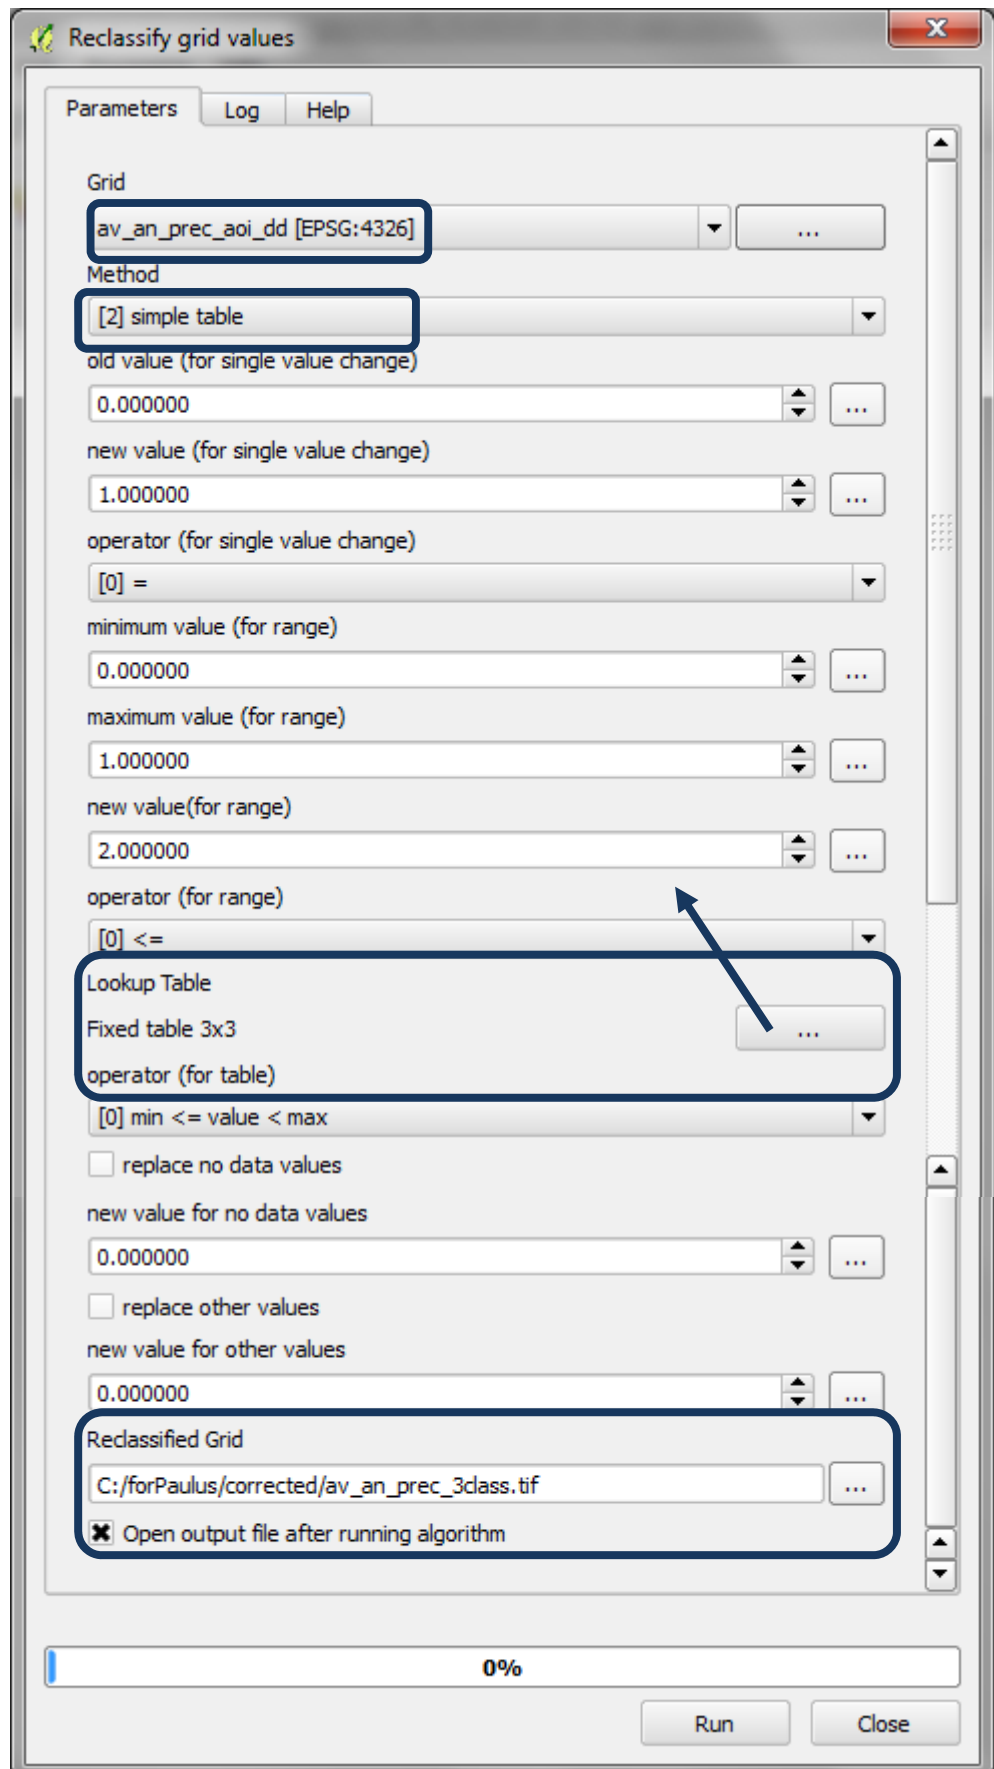 Reclassify grid values
Parameters
Log
Help
Grid
av_an_prec_aoi_dd [EPSG:4326]
...
Method
[2] simple table
old value (for single value change)
0.000000
...
new value (for single value change)
1.000000
...
operator (for single value change)
[0] =
minimum value (for range)
0.000000
...
maximum value (for range)
1.000000
...
new value(for range)
2.000000
...
operator (for range)
[0] <=
Lookup Table
Fixed table 3x3
...
operator (for table)
[0] min <= value < max
replace no data values
new value for no data values
0.000000
...
replace other values
new value for other values
0.000000
...
Reclassified Grid
C:/forPaulus/corrected/av_an_prec_3class.tif
...
Open output file after running algorithm
0%
Run
Close